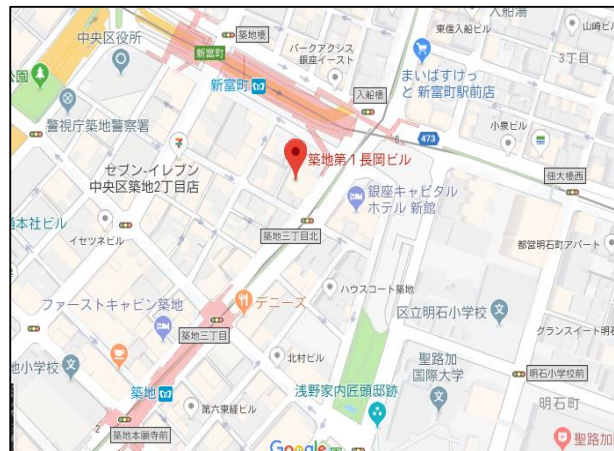 入船湯
東信入船ビル
山崎ビ
築地橋
中央区役所
新富町
パークアクシス
銀座イースト
3丁目
公園
まいばすけっ
と 新富町駅前店
新富町
入船橋
警視庁築地警察署
6
473
小泉ビル
築地第1長岡ビル
セブン-イレブン
中央区築地2丁目店
佃大橋西
銀座キャピタル
ホテル 新館
本社ビル
イセツネビル
築地三丁目北
都営明石町アパート
ハウスコート築地
ファーストキャビン築地
デニーズ
区立明石小学校
グランスイート明石
築地三丁目
地小学校
北村ビル
聖路加
国際大学
明石小学校前
築地
浅野家内匠頭邸跡
明石町
第六東経ビル
2
築地本願寺前
Google
聖路加